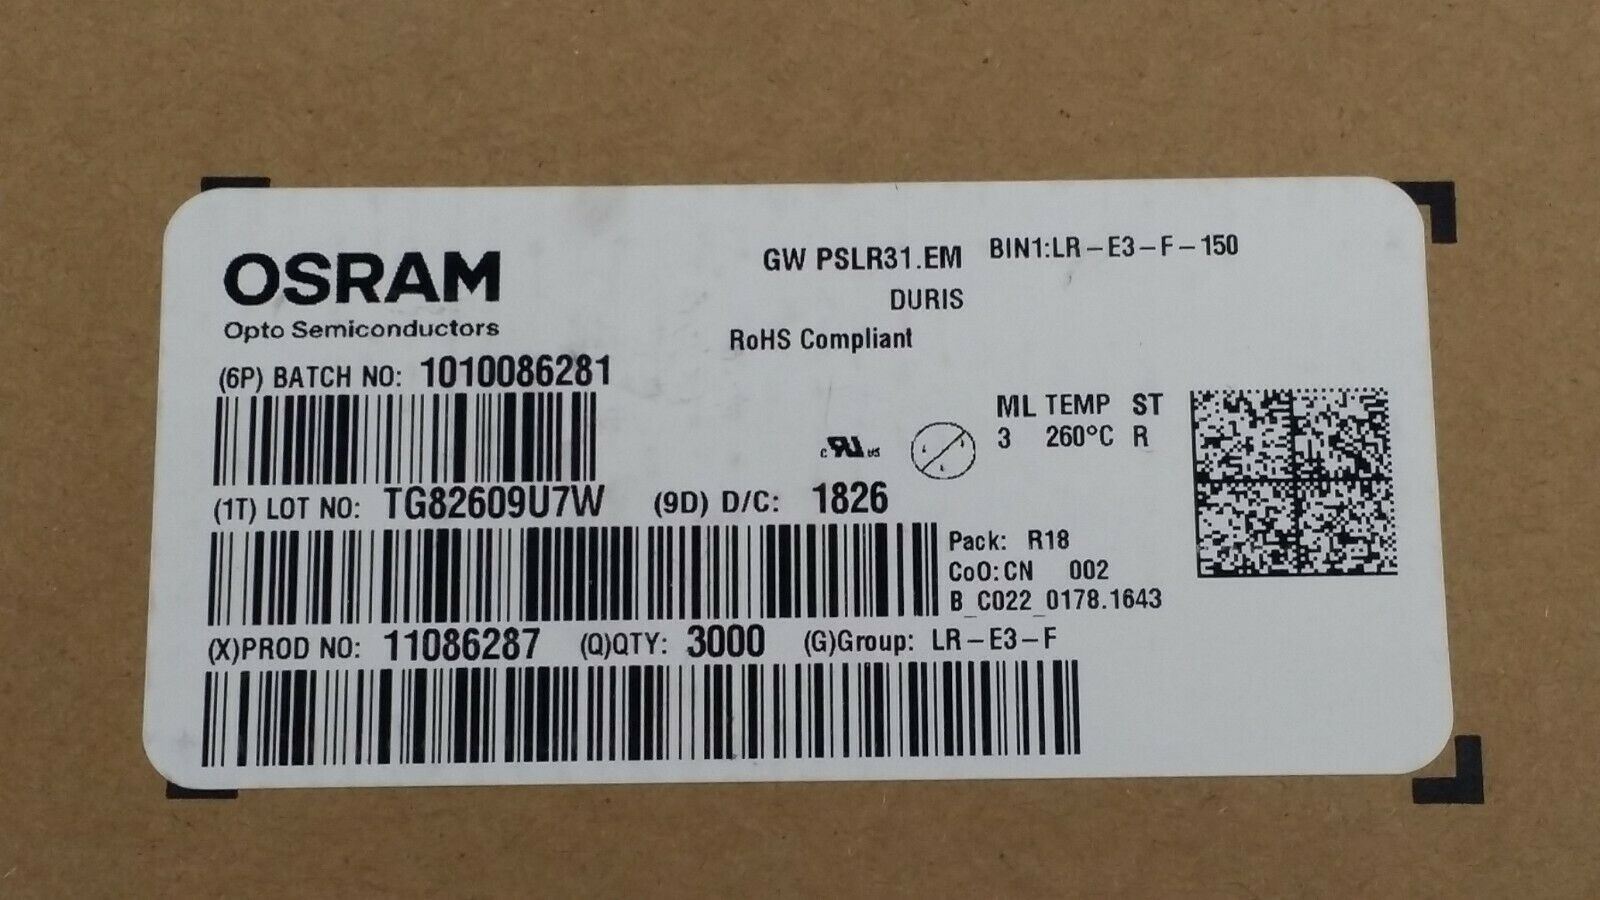 OSRAM
Opto Semiconductors
GW PSLR31.EM
BIN1:LR-E3-F-150
DURIS
RoHS Compliant
(6P) BATCH NO: 1010086281
ML TEMP ST
3 260°C R
(1T) LOT NO: TG82609U7W (9D) D/C: 1826
Pack: R18
CoO:CN 002
B_C022_0178.1643
(X)PROD NO: 11086287 (Q)QTY: 3000 (G)Group: LR-E3-F